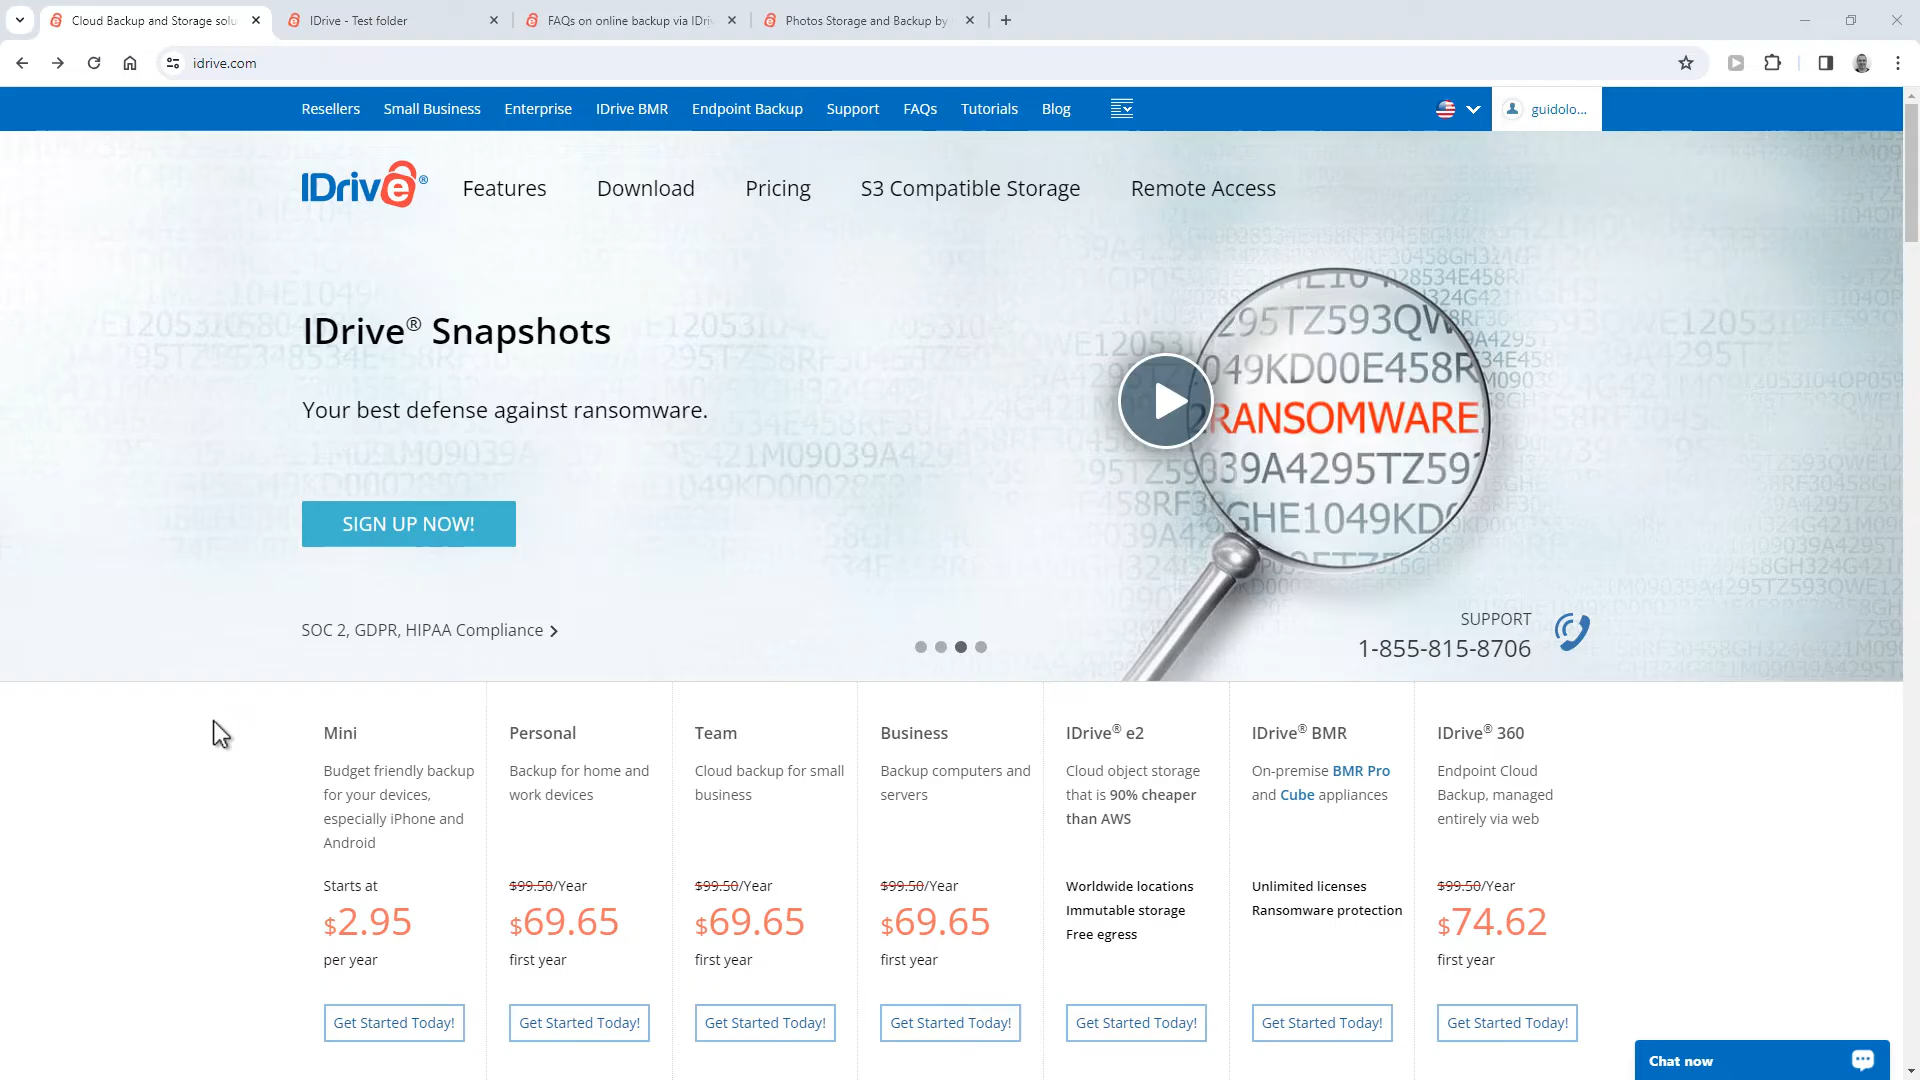 Cloud Backup and Storage solu
IDrive - Test folder
FAQs on online backup via IDri
Photos Storage and Backup by
idrive.com
Resellers
Small Business
Enterprise
IDrive BMR
Endpoint Backup
Support
FAQs
Tutorials
Blog
guidolo...
IDrive®
Features
Download
Pricing
S3 Compatible Storage
Remote Access
IDrive® Snapshots
Your best defense against ransomware.
SIGN UP NOW!
295TZ593QW
049KD00E458R
RANSOMWARE
039A4295TZ593
GHE1049KD0
SOC 2, GDPR, HIPAA Compliance
SUPPORT
1-855-815-8706
Mini
Budget friendly backup
for your devices,
especially iPhone and
Android
Starts at
$2.95
per year
Get Started Today!
Personal
Backup for home and
work devices
$99.50/Year
$69.65
first year
Get Started Today!
Team
Cloud backup for small
business
$99.50/Year
$69.65
first year
Get Started Today!
Business
Backup computers and
servers
$99.50/Year
$69.65
first year
Get Started Today!
IDrive® e2
Cloud object storage
that is 90% cheaper
than AWS
Worldwide locations
Immutable storage
Free egress
Get Started Today!
IDrive® BMR
On-premise BMR Pro
and Cube appliances
Unlimited licenses
Ransomware protection
Get Started Today!
IDrive® 360
Endpoint Cloud
Backup, managed
entirely via web
$99.50/Year
$74.62
first year
Get Started Today!
Chat now